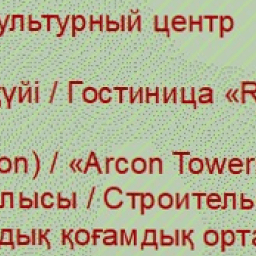 ультурный центр
үйі / Гостиница «R
on) / «Arcon Tower
лысы / Строитель
дық қоғамдық орта